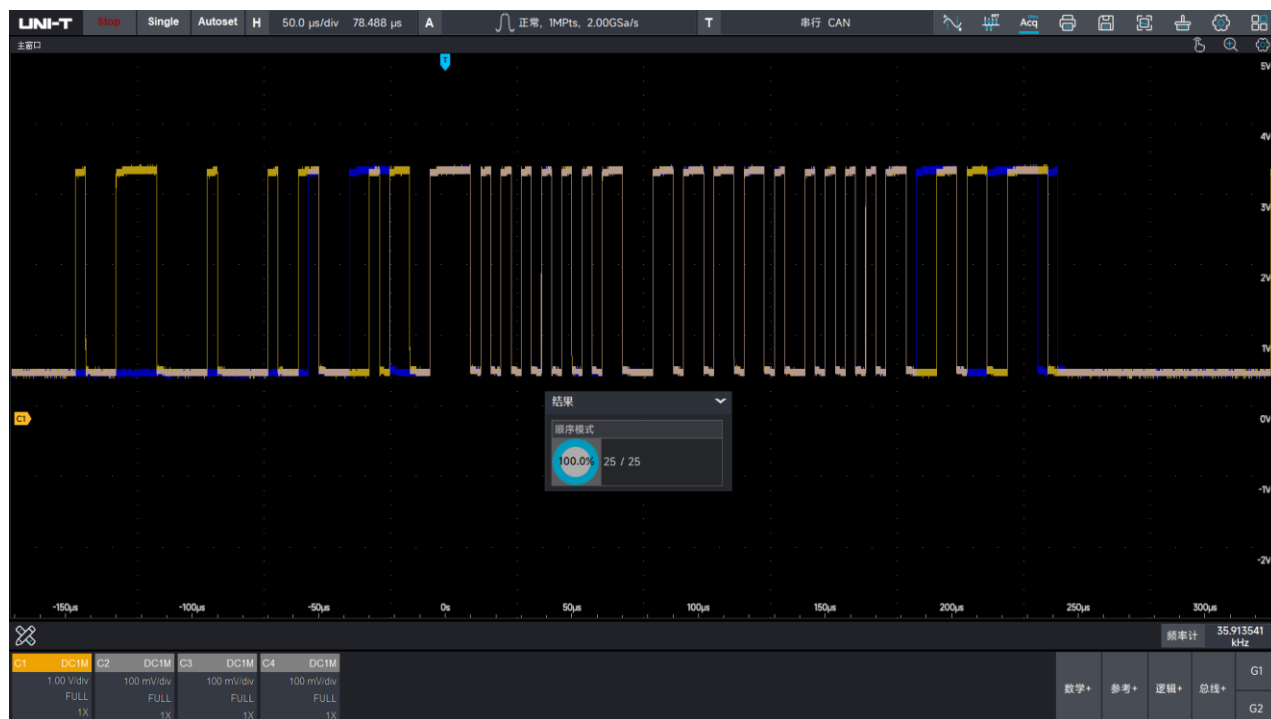 UNI-T Stop Single Autoset H 50.0 μs/div 78.488 μs A 正常, 1MPts, 2.00GSa/s T 串行 CAN Acq
主窗口
T
5V
4V
3V
2V
1V
C1 0V
-1V
-2V
结果
顺序模式
100.0% 25 / 25
-150μs -100μs -50μs 0s 50μs 100μs 150μs 200μs 250μs 300μs
频率计 35.913541 kHz
C1 DC1M C2 DC1M C3 DC1M C4 DC1M
1.00 V/div 100 mV/div 100 mV/div 100 mV/div
FULL FULL FULL FULL
1X 1X 1X 1X
数学+ 参考+ 逻辑+ 总线+ G1
G2